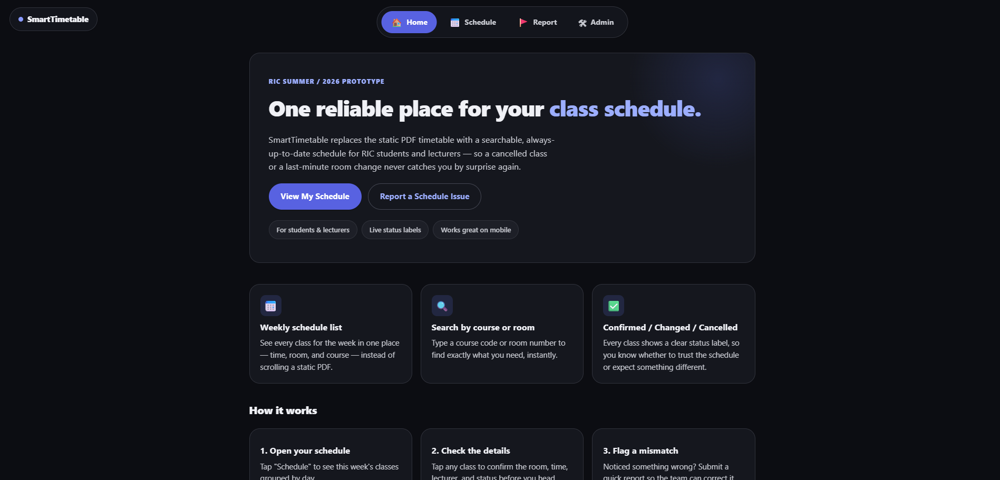 SmartTimetable
Home
Schedule
Report
Admin
RIC SUMMER / 2026 PROTOTYPE
One reliable place for your class schedule.
SmartTimetable replaces the static PDF timetable with a searchable, always-
up-to-date schedule for RIC students and lecturers — so a cancelled class
or a last-minute room change never catches you by surprise again.
View My Schedule
Report a Schedule Issue
For students & lecturers
Live status labels
Works great on mobile
Weekly schedule list
See every class for the week in one place
— time, room, and course — instead of
scrolling a static PDF.
Search by course or room
Type a course code or room number to
find exactly what you need, instantly.
Confirmed / Changed / Cancelled
Every class shows a clear status label, so
you know whether to trust the schedule
or expect something different.
How it works
1. Open your schedule
Tap "Schedule" to see this week's classes
grouped by day.
2. Check the details
Tap any class to confirm the room, time,
lecturer, and status before you head
3. Flag a mismatch
Noticed something wrong? Submit a
quick report so the team can correct it